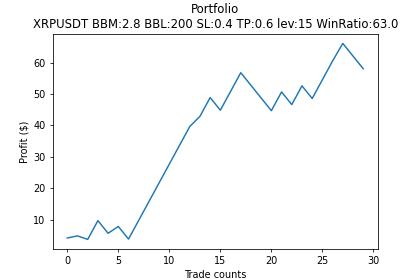 Portfolio
XRPUSDT BBM:2.8 BBL:200 SL:0.4 TP:0.6 lev:15 WinRatio:63.0
60
50
40
30
20
10
Profit ($)
0 5 10 15 20 25 30
Trade counts